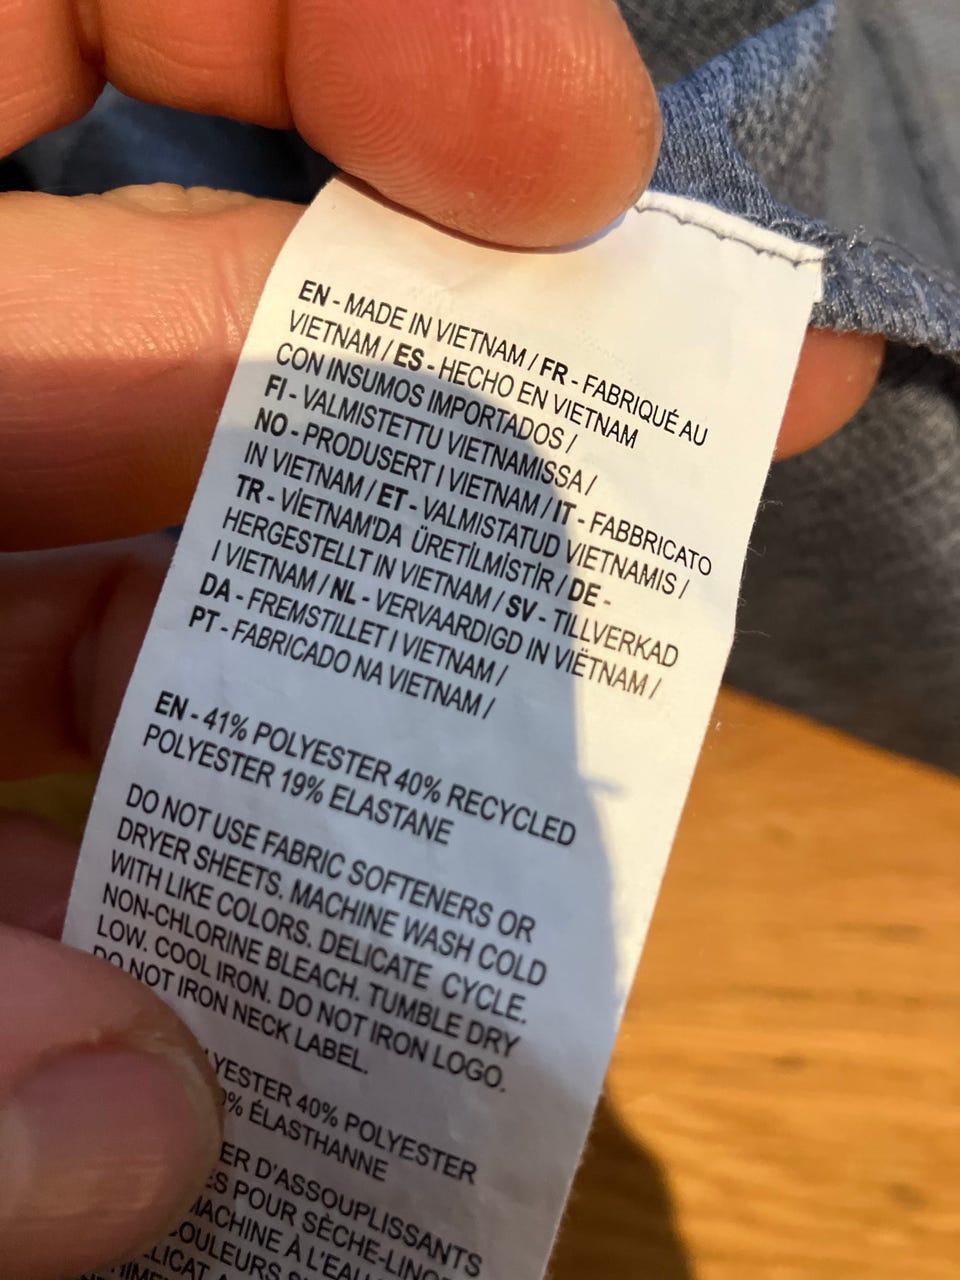 EN - MADE IN VIETNAM / FR - FABRIQUÉ AU
VIETNAM / ES - HECHO EN VIETNAM
CON INSUMOS IMPORTADOS /
FI - VALMISTETTU VIETNAMISSA /
NO - PRODUSERT I VIETNAM / IT - FABBRICATO
IN VIETNAM / ET - VALMISTATUD VIETNAMIS /
TR - VİETNAM'DA ÜRETİLMİSTİR / DE -
HERGESTELLT IN VIETNAM / SV - TILLVERKAD
I VIETNAM / NL - VERVAARDIGD IN VIËTNAM /
DA - FREMSTILLET I VIETNAM /
PT - FABRICADO NA VIETNAM /
EN - 41% POLYESTER 40% RECYCLED
POLYESTER 19% ELASTANE
DO NOT USE FABRIC SOFTENERS OR
DRYER SHEETS. MACHINE WASH COLD
WITH LIKE COLORS. DELICATE CYCLE.
NON-CHLORINE BLEACH. TUMBLE DRY
LOW. COOL IRON. DO NOT IRON LOGO.
DO NOT IRON NECK LABEL.
YESTER 40% POLYESTER
% ÉLASTHANNE
ER D'ASSOUPLISSANTS
ES POUR SÈCHE-LINGE
MACHINE À L'EAU
OULEURS
LICAT